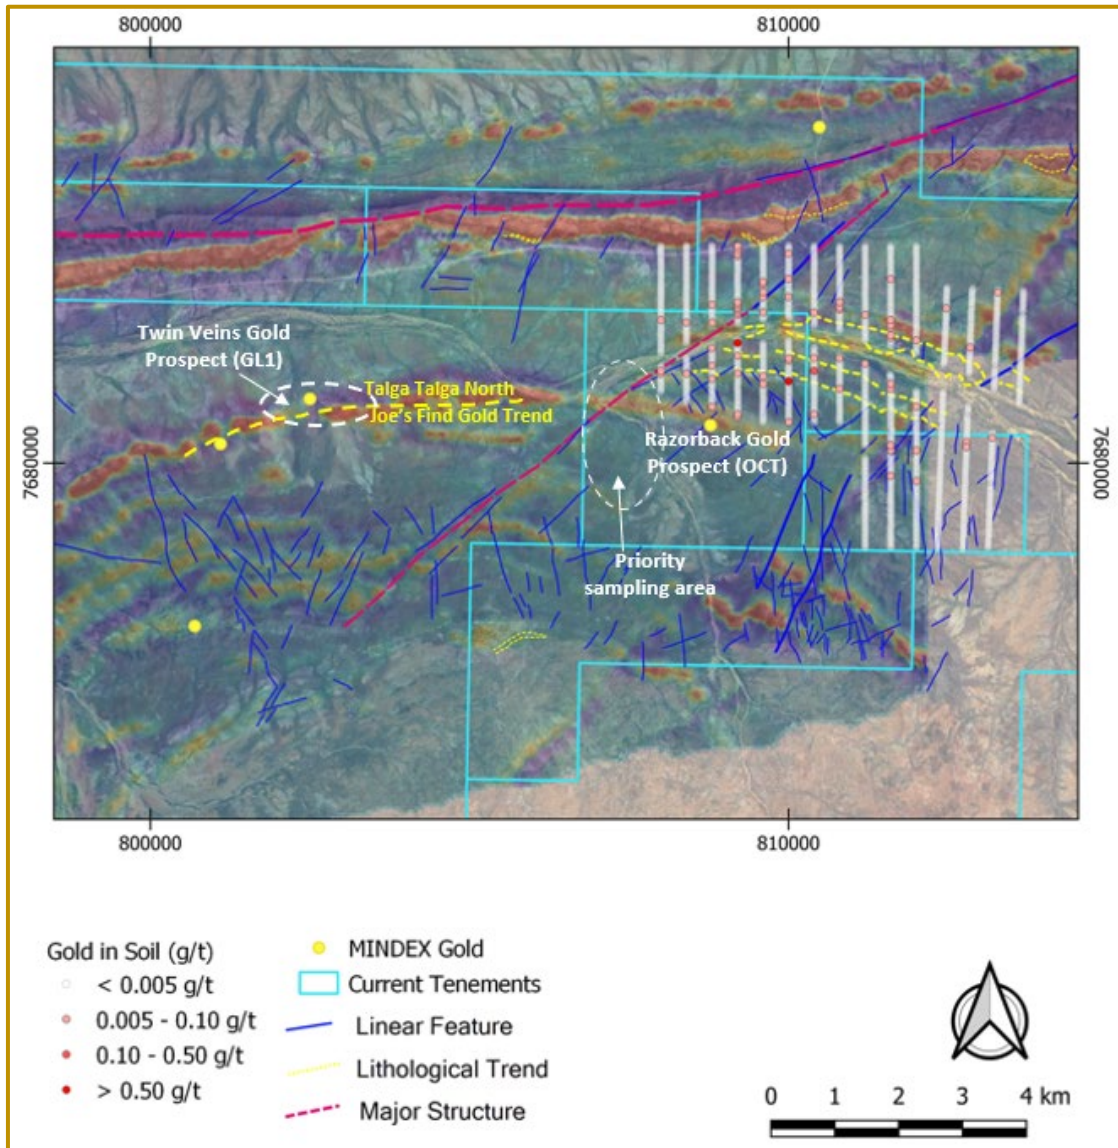 800000
810000
Twin Veins Gold
Prospect (GL1)
Talga Talga North
Joe's Find Gold Trend
7680000
7680000
Razorback Gold
Prospect (OCT)
Priority
sampling area
800000
810000
Gold in Soil (g/t)
< 0.005 g/t
0.005 - 0.10 g/t
0.10 - 0.50 g/t
> 0.50 g/t
MINDEX Gold
Current Tenements
Linear Feature
Lithological Trend
Major Structure
0 1 2 3 4 km